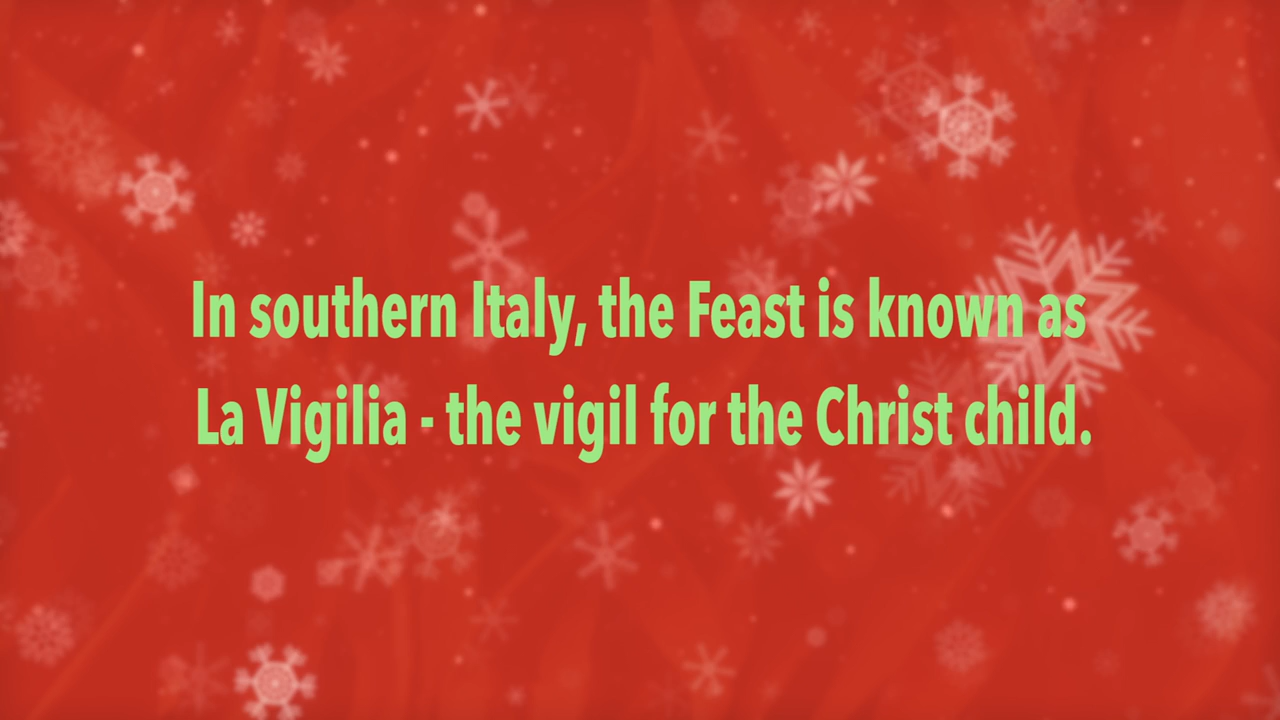 In southern Italy, the Feast is known as
La Vigilia - the vigil for the Christ child.